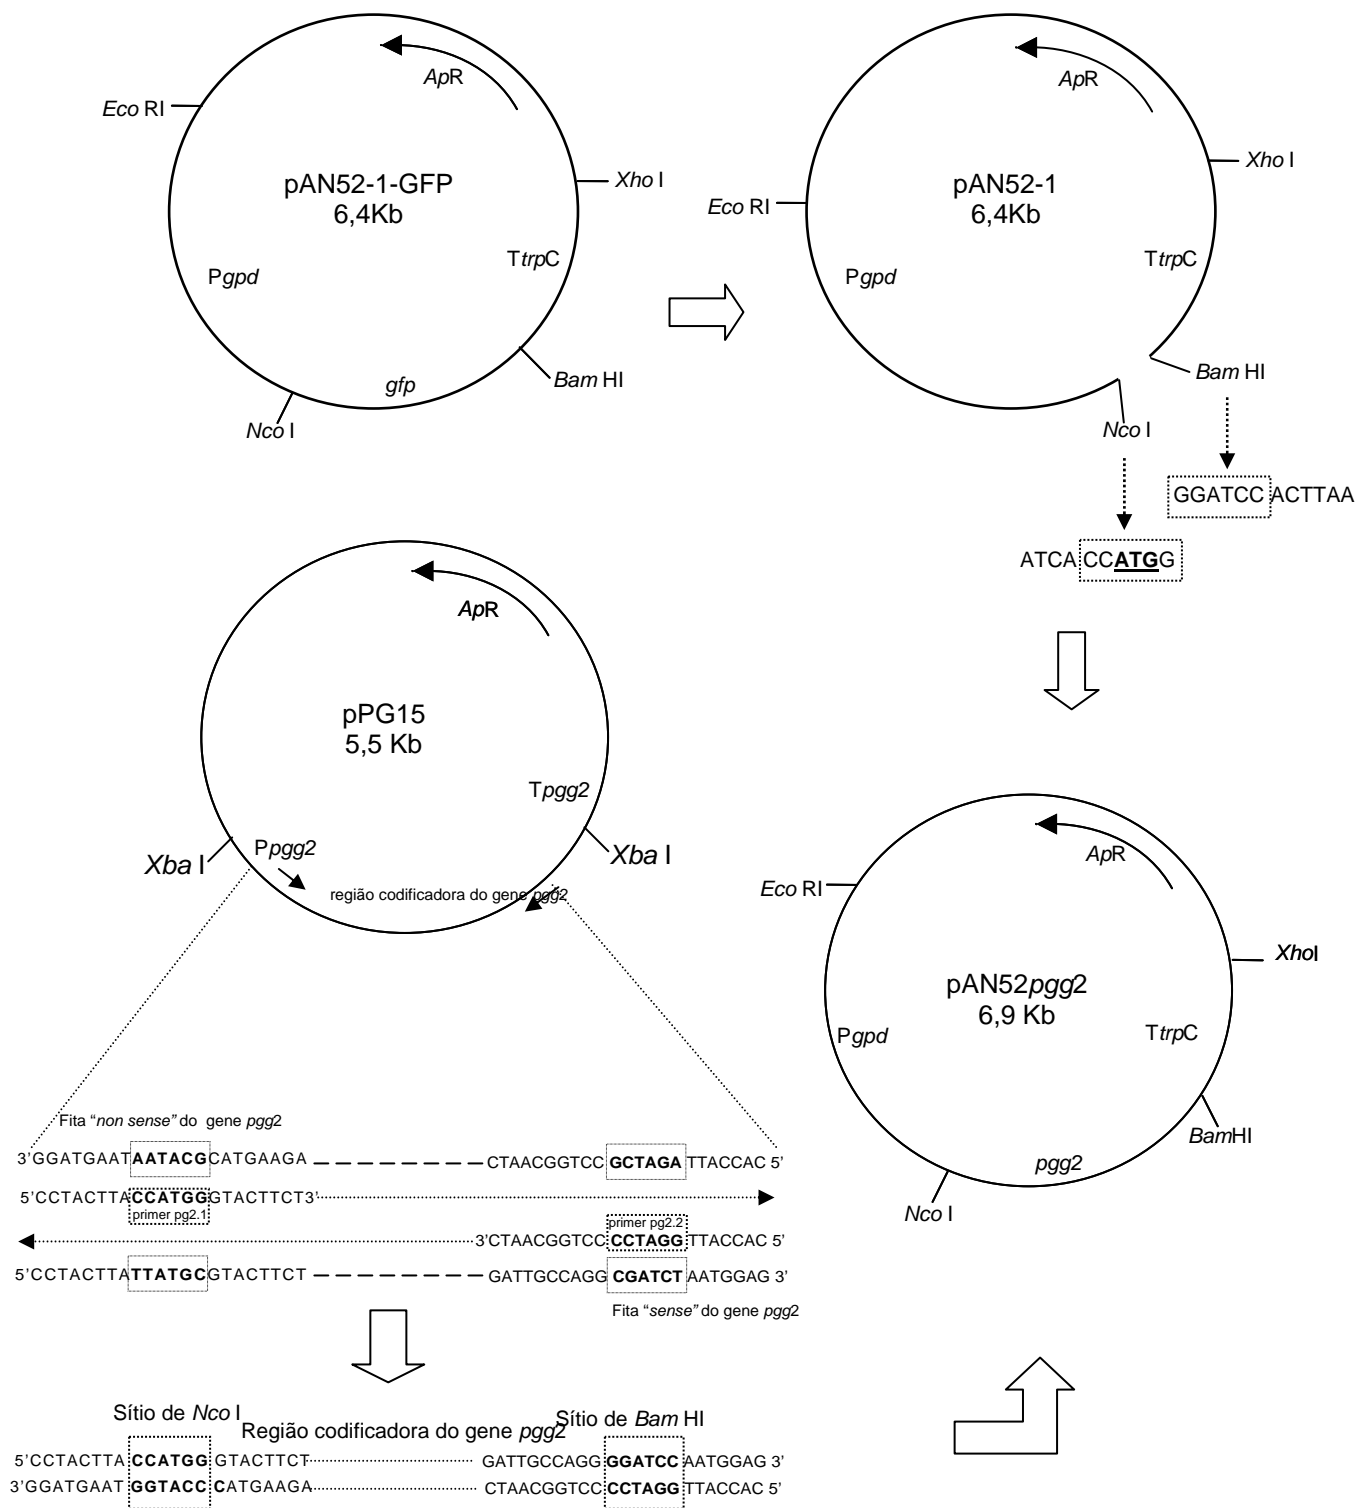 ApR
Eco RI
pAN52-1-GFP
6,4Kb
Xho I
TtrpC
Pgpd
gfp
Bam HI
Nco I
ApR
Xho I
pAN52-1
6,4Kb
Eco RI
TtrpC
Pgpd
Bam HI
Nco I
GGATCC ACTTAA
ATCA CCATGG
ApR
pPG15
5,5 Kb
Tpgg2
Ppgg2
Xba I
Xba I
região codificadora do gene pgg2
ApR
Eco RI
XhoI
pAN52pgg2
6,9 Kb
Pgpd
TtrpC
BamHI
pgg2
Nco I
Fita “non sense” do gene pgg2
3’GGATGAAT AATACG CATGAAGA CTAACGGTCC GCTAGA TTACCAC 5’
5’CCTACTTA CCATGG GTACTTCT3’
primer pg2.1
primer pg2.2
3’CTAACGGTCC CCTAGG TTACCAC 5’
5’CCTACTTA TTATGC GTACTTCT GATTGCCAGG CGATCT AATGGAG 3’
Fita “sense” do gene pgg2
Sítio de Nco I
Região codificadora do gene pgg2
Sítio de Bam HI
5’CCTACTTA CCATGG GTACTTCT GATTGCCAGG GGATCC AATGGAG 3’
3’GGATGAAT GGTACC CATGAAGA CTAACGGTCC CCTAGG TTACCAC 5’